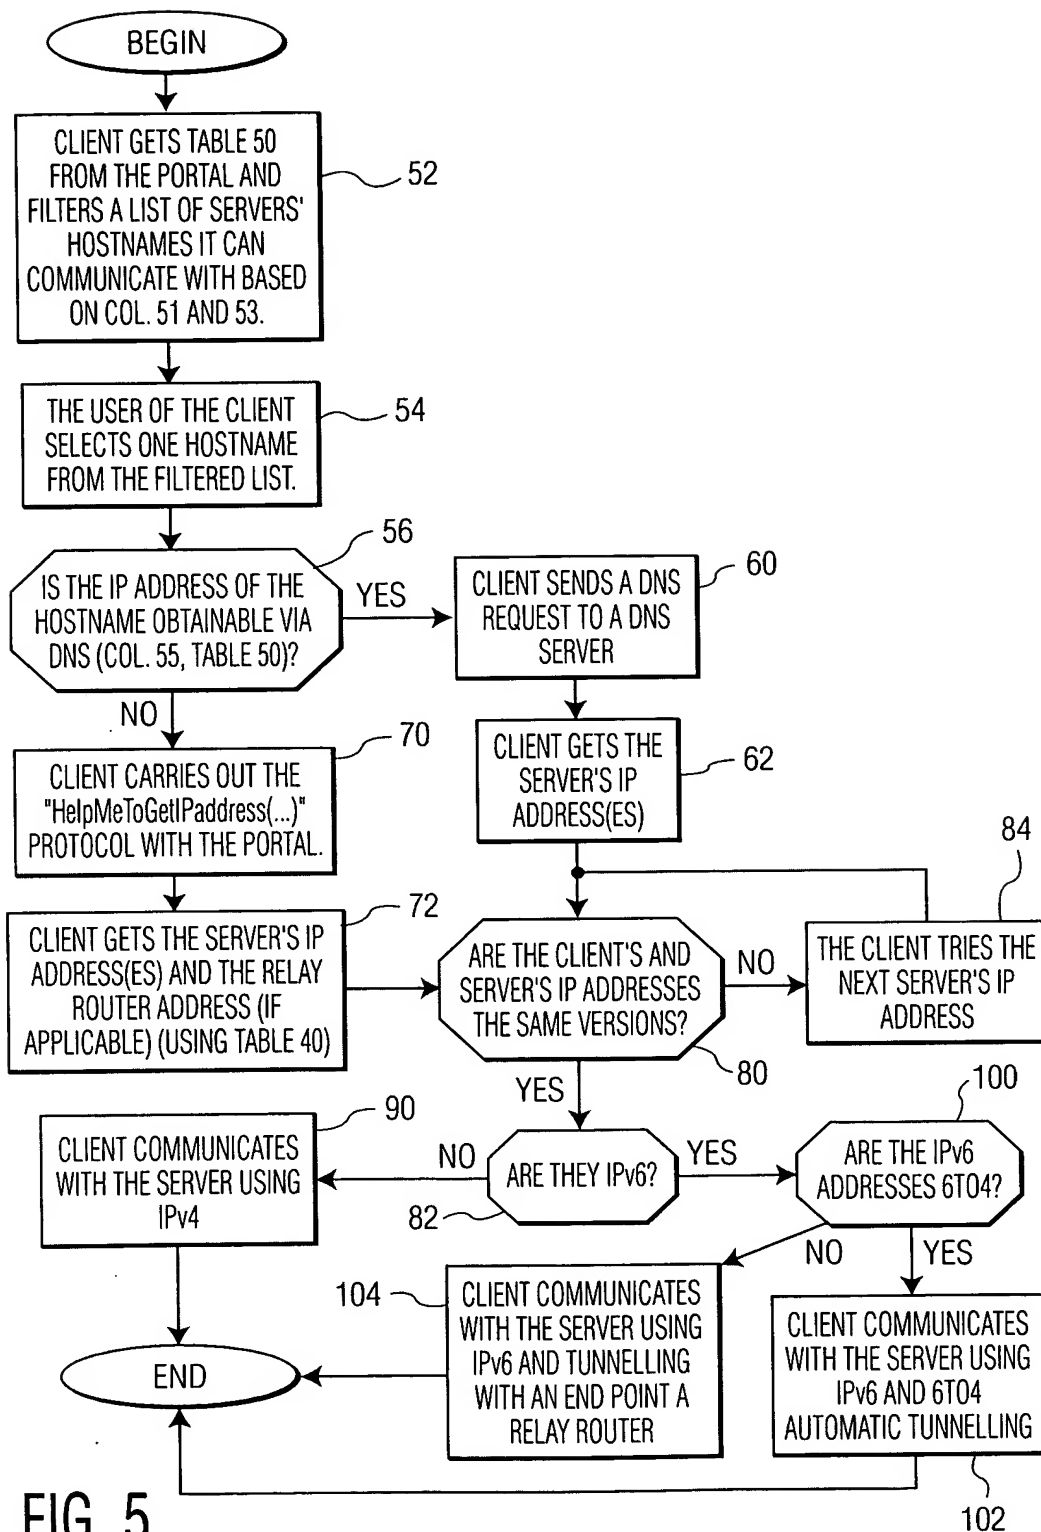 BEGIN
CLIENT GETS TABLE 50
FROM THE PORTAL AND
FILTERS A LIST OF SERVERS'
HOSTNAMES IT CAN
COMMUNICATE WITH BASED
ON COL. 51 AND 53.
52
THE USER OF THE CLIENT
SELECTS ONE HOSTNAME
FROM THE FILTERED LIST.
54
IS THE IP ADDRESS OF THE
HOSTNAME OBTAINABLE VIA
DNS (COL. 55, TABLE 50)?
56
YES
CLIENT SENDS A DNS
REQUEST TO A DNS
SERVER
60
NO
CLIENT GETS THE
SERVER'S IP
ADDRESS(ES)
62
CLIENT CARRIES OUT THE
"HelpMeToGetIPaddress(...)"
PROTOCOL WITH THE PORTAL.
70
CLIENT GETS THE SERVER'S IP
ADDRESS(ES) AND THE RELAY
ROUTER ADDRESS (IF
APPLICABLE) (USING TABLE 40)
72
ARE THE CLIENT'S AND
SERVER'S IP ADDRESSES
THE SAME VERSIONS?
80
NO
THE CLIENT TRIES THE
NEXT SERVER'S IP
ADDRESS
84
YES
ARE THEY IPv6?
82
NO
CLIENT COMMUNICATES
WITH THE SERVER USING
IPv4
90
YES
ARE THE IPv6
ADDRESSES 6TO4?
100
NO
YES
CLIENT COMMUNICATES
WITH THE SERVER USING
IPv6 AND TUNNELLING
WITH AN END POINT A
RELAY ROUTER
104
CLIENT COMMUNICATES
WITH THE SERVER USING
IPv6 AND 6TO4
AUTOMATIC TUNNELLING
102
END
FIG. 5